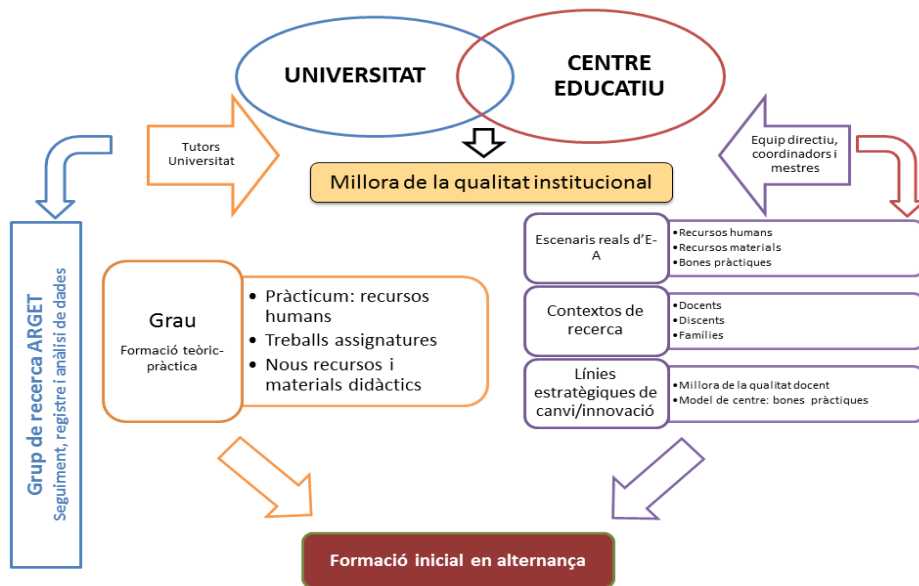 UNIVERSITAT
CENTRE
EDUCATIU
Tutors
Universitat
Equip directiu,
coordinadors i
mestres
Millora de la qualitat institucional
Grup de recerca ARGET
Seguiment, registre i anàlisi de dades
Grau
Formació teòric-
pràctica
• Pràcticum: recursos
humans
• Treballs assignatures
• Nous recursos i
materials didàctics
Escenaris reals d'E-
A
• Recursos humans
• Recursos materials
• Bones pràctiques
Contextos de
recerca
• Docents
• Discents
• Famílies
Línies
estratègiques de
canvi/innovació
• Millora de la qualitat docent
• Model de centre: bones pràctiques
Formació inicial en alternança